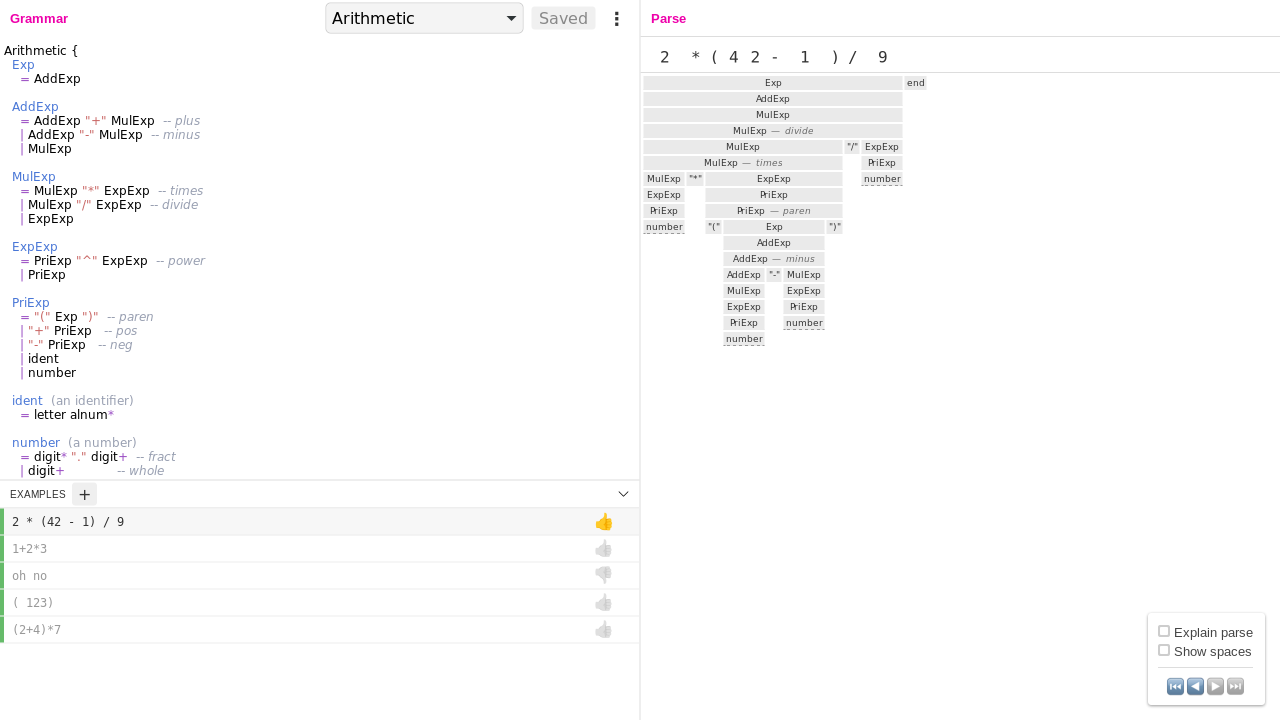 Grammar
Arithmetic
Saved
Arithmetic {
Exp
= AddExp
AddExp
= AddExp "+" MulExp -- plus
| AddExp "-" MulExp -- minus
| MulExp
MulExp
= MulExp "*" ExpExp -- times
| MulExp "/" ExpExp -- divide
| ExpExp
ExpExp
= PriExp "^" ExpExp -- power
| PriExp
PriExp
= "(" Exp ")" -- paren
| "+" PriExp -- pos
| "-" PriExp -- neg
| ident
| number
ident (an identifier)
= letter alnum*
number (a number)
= digit* "." digit+ -- fract
| digit+ -- whole
EXAMPLES +
2 * (42 - 1) / 9
1+2*3
oh no
( 123)
(2+4)*7
Parse
2 * ( 4 2 - 1 ) / 9
Exp end
AddExp
MulExp
MulExp — divide
MulExp "/" ExpExp
MulExp — times PriExp
MulExp "*" ExpExp number
ExpExp PriExp
PriExp PriExp — paren
number "(" Exp ")"
AddExp
AddExp — minus
AddExp "-" MulExp
MulExp ExpExp
ExpExp PriExp
PriExp number
number
Explain parse
Show spaces